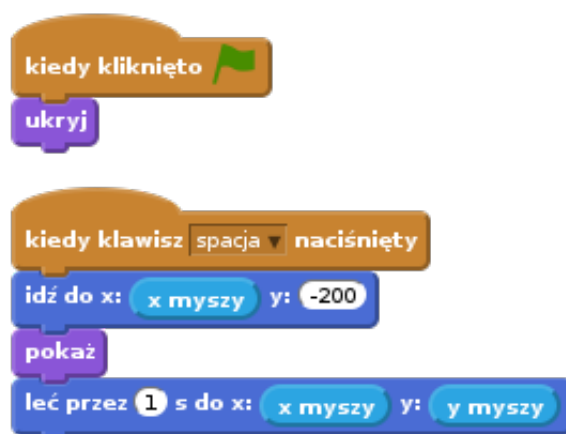 kiedy kliknięto
ukryj
kiedy klawisz spacja naciśnięty
idź do x: x myszy y: -200
pokaż
leć przez 1 s do x: x myszy y: y myszy